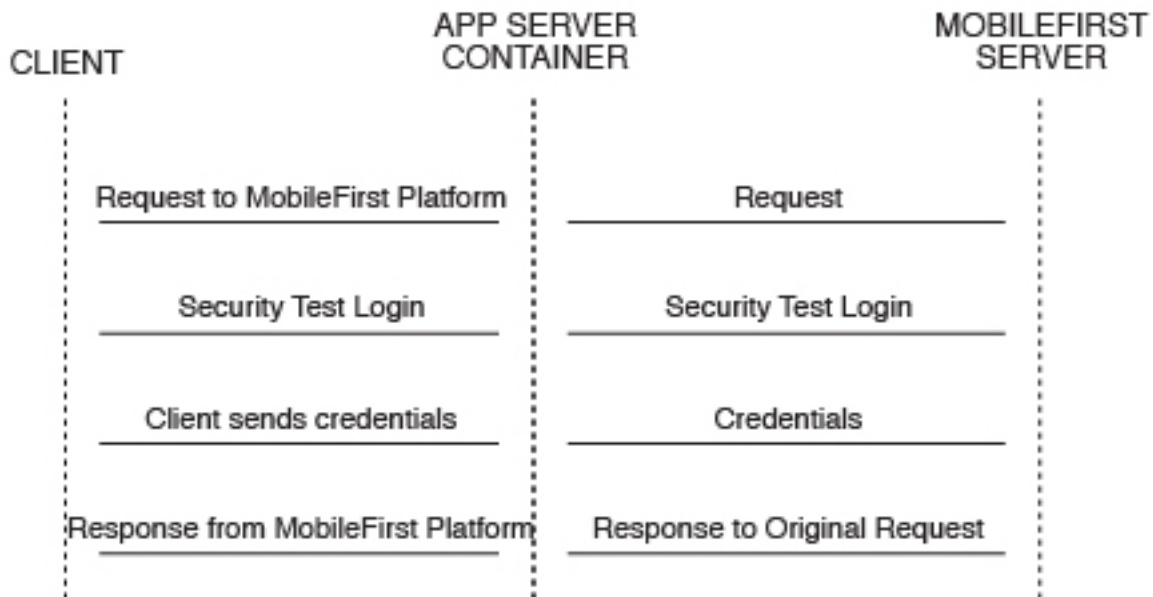 CLIENT
APP SERVER
CONTAINER
MOBILEFIRST
SERVER
Request to MobileFirst Platform
Request
Security Test Login
Security Test Login
Client sends credentials
Credentials
Response from MobileFirst Platform
Response to Original Request